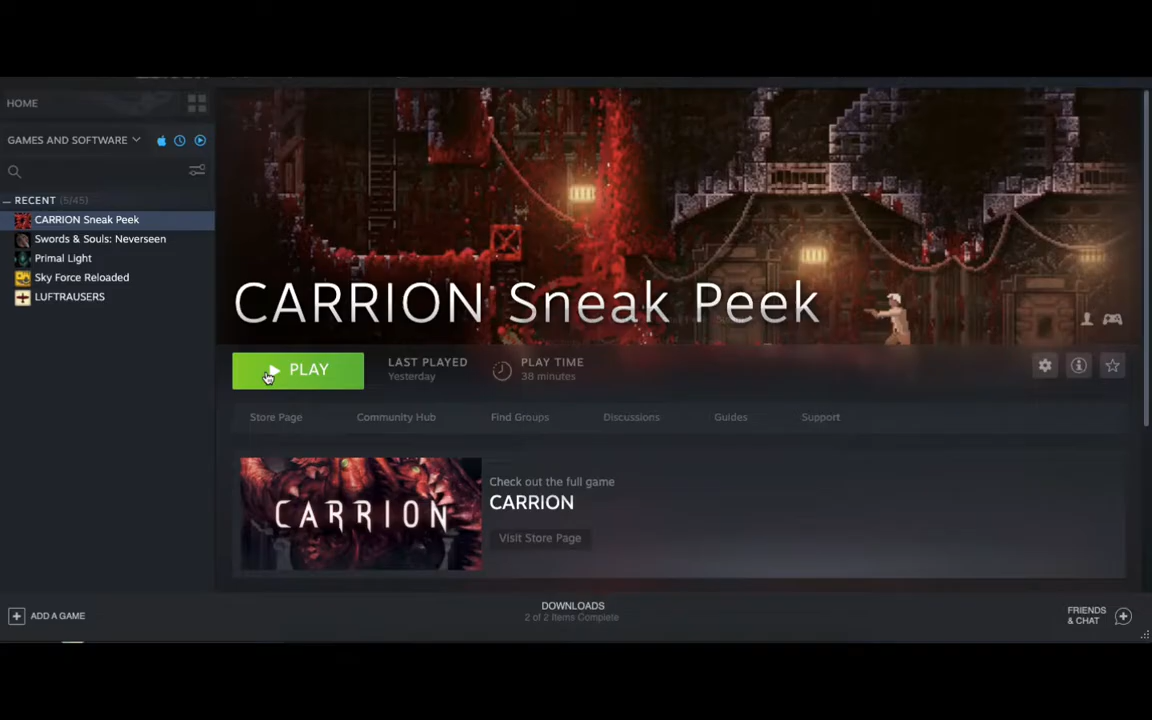 HOME
GAMES AND SOFTWARE
RECENT (5/45)
CARRION Sneak Peek
Swords & Souls: Neverseen
Primal Light
Sky Force Reloaded
LUFTRAUSERS
CARRION Sneak Peek
PLAY
LAST PLAYED
Yesterday
PLAY TIME
38 minutes
Store Page
Community Hub
Find Groups
Discussions
Guides
Support
CARRION
Check out the full game
CARRION
Visit Store Page
ADD A GAME
DOWNLOADS
2 of 2 Items Complete
FRIENDS
& CHAT